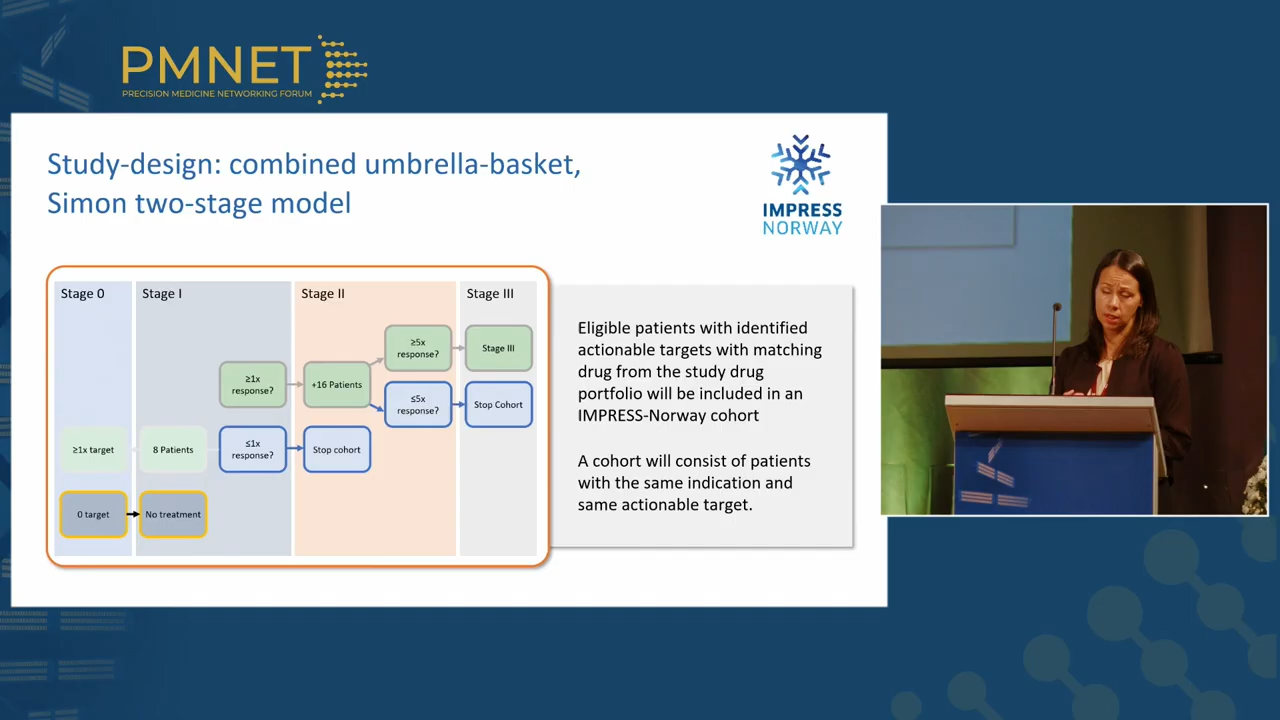 PMNET
PRECISION MEDICINE NETWORKING FORUM
Study-design: combined umbrella-basket,
Simon two-stage model
IMPRESS
NORWAY
Stage 0
Stage I
Stage II
Stage III
≥5x
response?
Stage III
≥1x
response?
+16 Patients
≤5x
response?
Stop Cohort
≥1x target
8 Patients
≤1x
response?
Stop cohort
0 target
No treatment
Eligible patients with identified
actionable targets with matching
drug from the study drug
portfolio will be included in an
IMPRESS-Norway cohort
A cohort will consist of patients
with the same indication and
same actionable target.